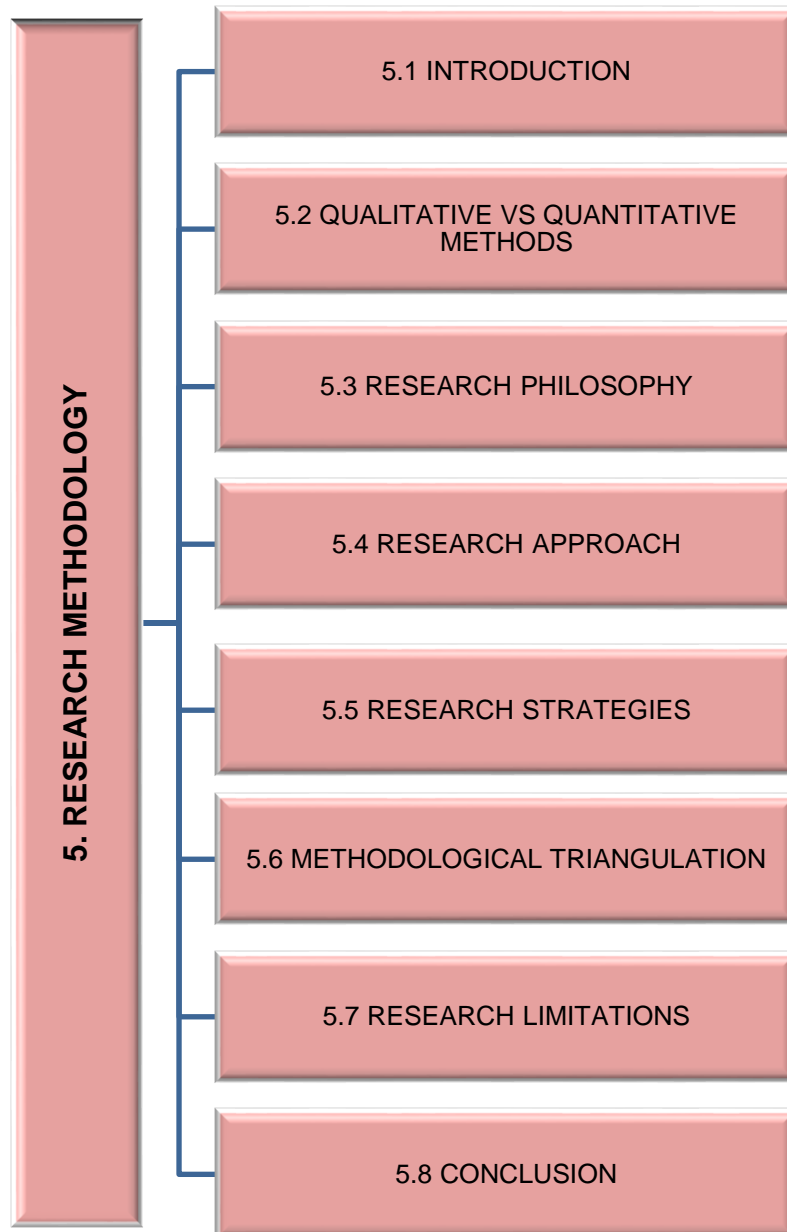 5. RESEARCH METHODOLOGY
5.1 INTRODUCTION
5.2 QUALITATIVE VS QUANTITATIVE
METHODS
5.3 RESEARCH PHILOSOPHY
5.4 RESEARCH APPROACH
5.5 RESEARCH STRATEGIES
5.6 METHODOLOGICAL TRIANGULATION
5.7 RESEARCH LIMITATIONS
5.8 CONCLUSION